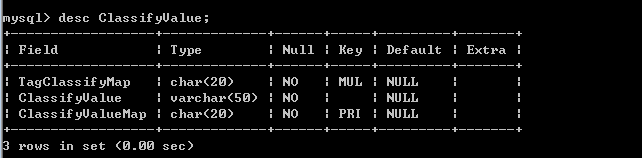 mysql> desc ClassifyValue;
+------------------+-------------+------+-----+---------+-------+
| Field            | Type        | Null | Key | Default | Extra |
+------------------+-------------+------+-----+---------+-------+
| TagClassifyMap   | char(20)    | NO   | MUL | NULL    |       |
| ClassifyValue    | varchar(50) | NO   |     | NULL    |       |
| ClassifyValueMap | char(20)    | NO   | PRI | NULL    |       |
+------------------+-------------+------+-----+---------+-------+
3 rows in set (0.00 sec)